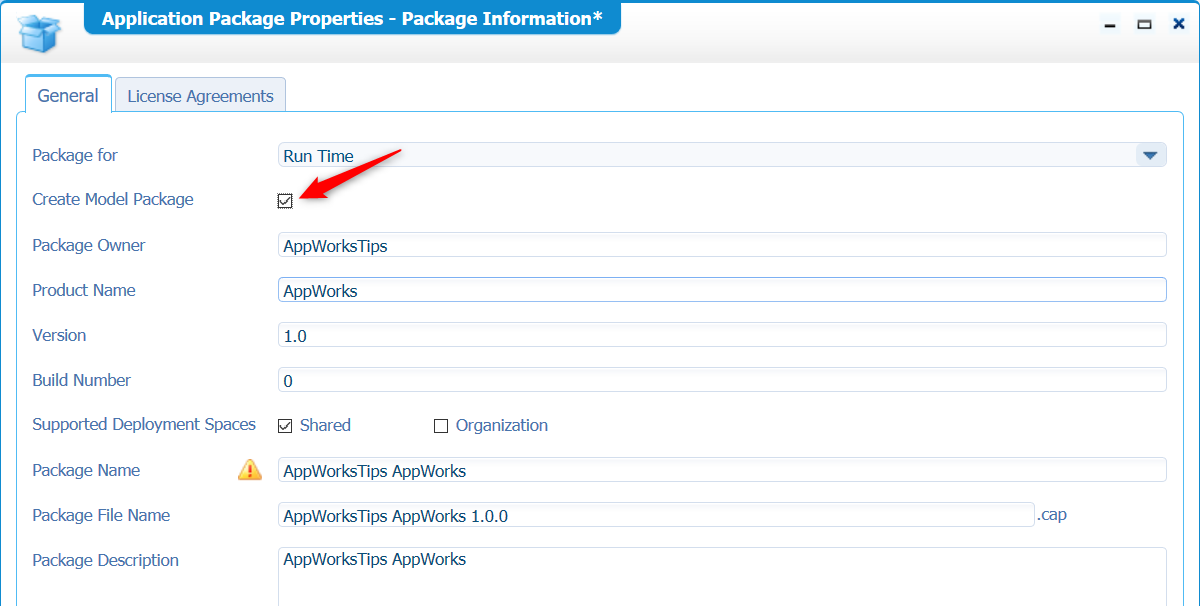 Application Package Properties - Package Information*
General License Agreements
Package for Run Time
Create Model Package
Package Owner AppWorksTips
Product Name AppWorks
Version 1.0
Build Number 0
Supported Deployment Spaces Shared Organization
Package Name AppWorksTips AppWorks
Package File Name AppWorksTips AppWorks 1.0.0 .cap
Package Description AppWorksTips AppWorks